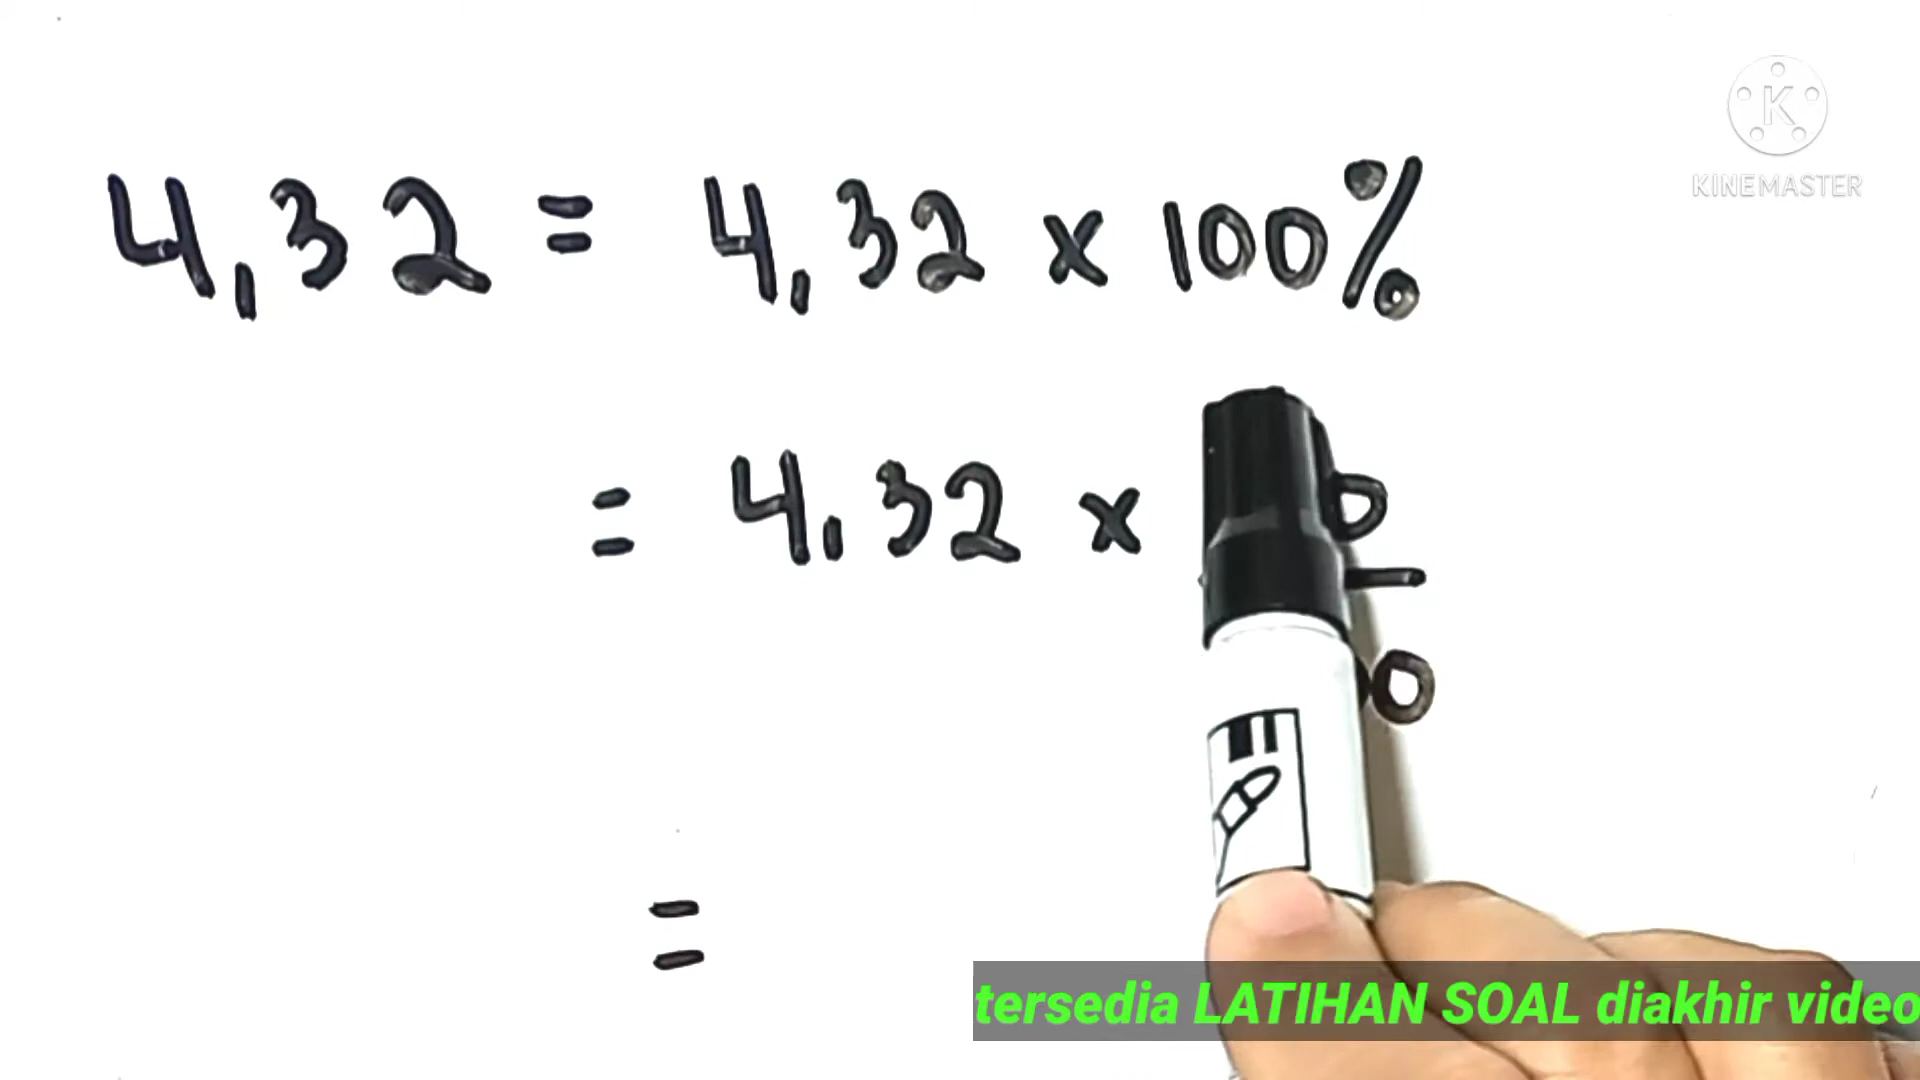 4,32 = 4,32 x 100%
= 4,32 x
=
KINEMASTER
tersedia LATIHAN SOAL diakhir video